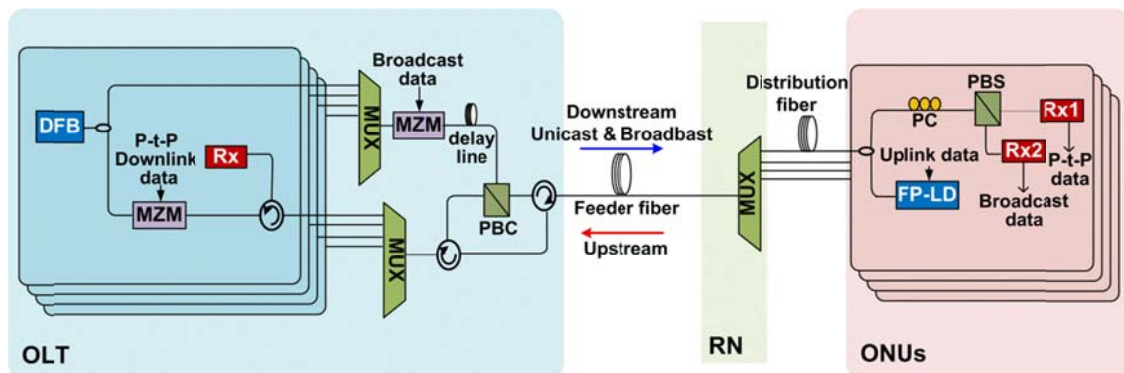 DFB
P-t-P
Downlink
data
MZM
Rx
MUX
Broadcast
data
MZM
delay
line
MUX
PBC
OLT
Downstream
Unicast & Broadbast
Feeder fiber
Upstream
MUX
RN
Distribution
fiber
PC
PBS
Rx1
Rx2
P-t-P
data
Uplink data
FP-LD
Broadcast
data
ONUs